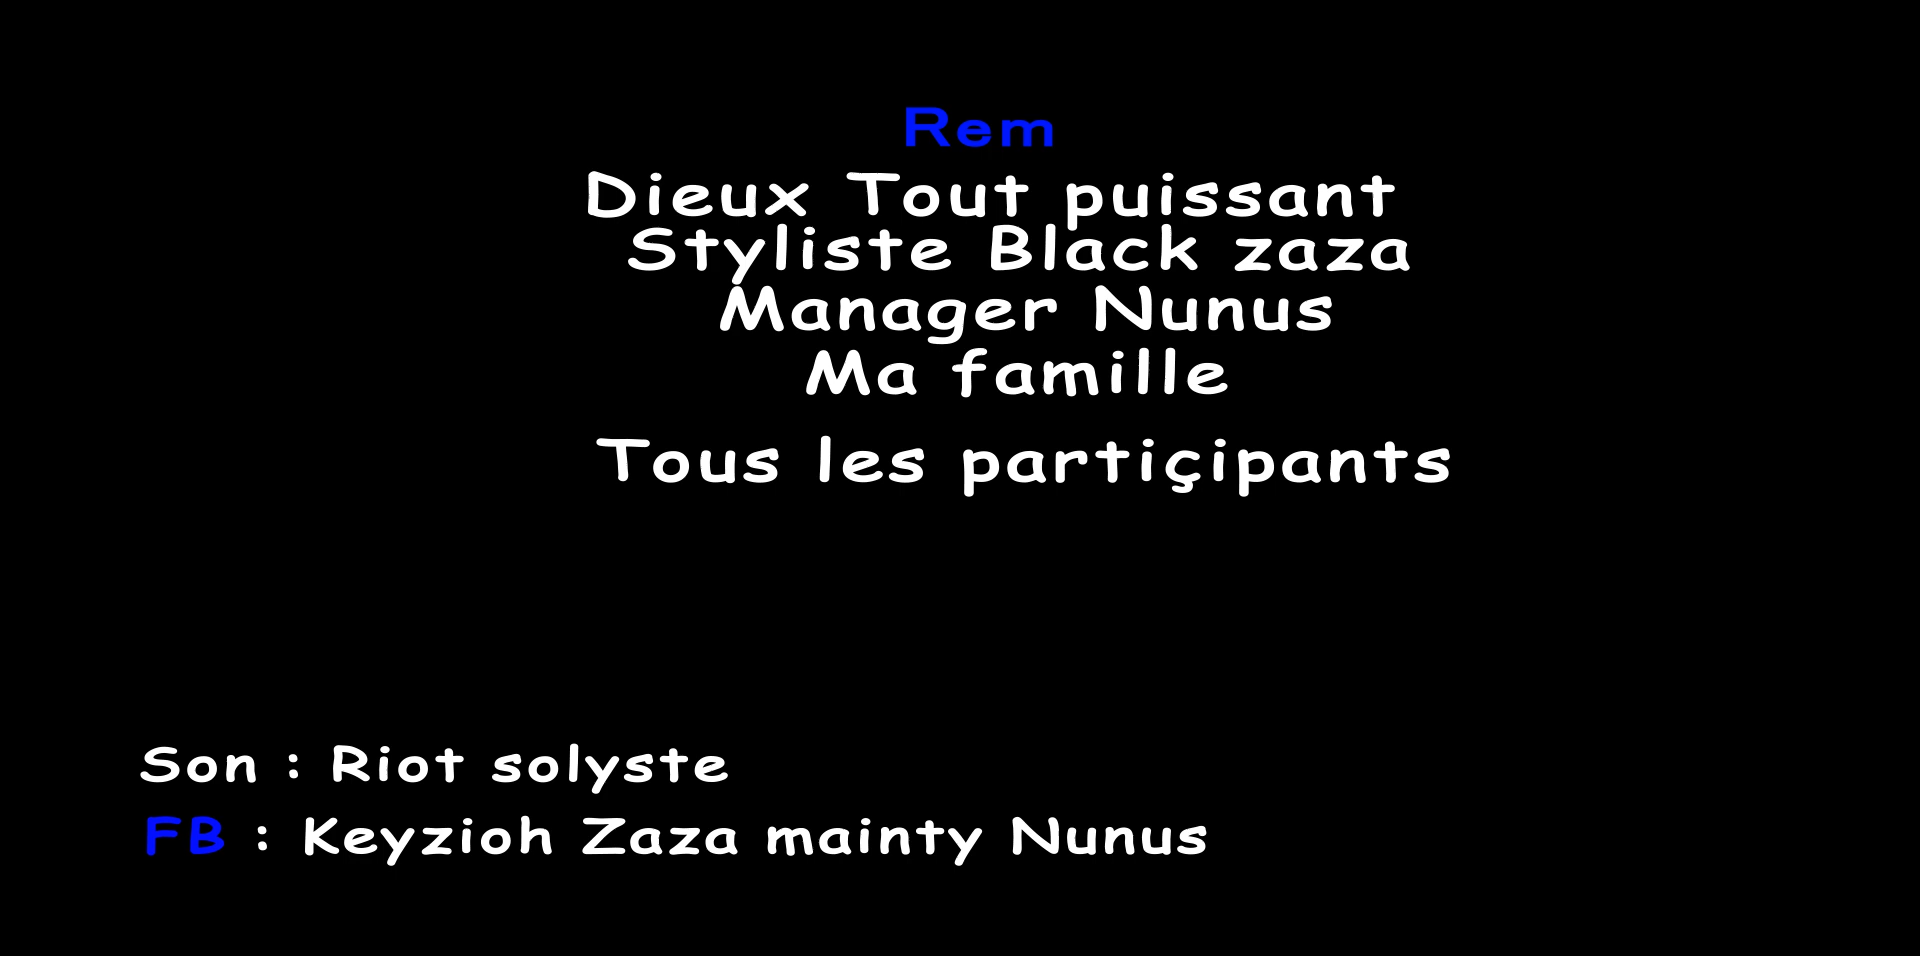 Rem
Dieux Tout puissant
Styliste Black zaza
Manager Nunus
Ma famille
Tous les partiçipants
Son : Riot solyste
FB : Keyzioh Zaza mainty Nunus